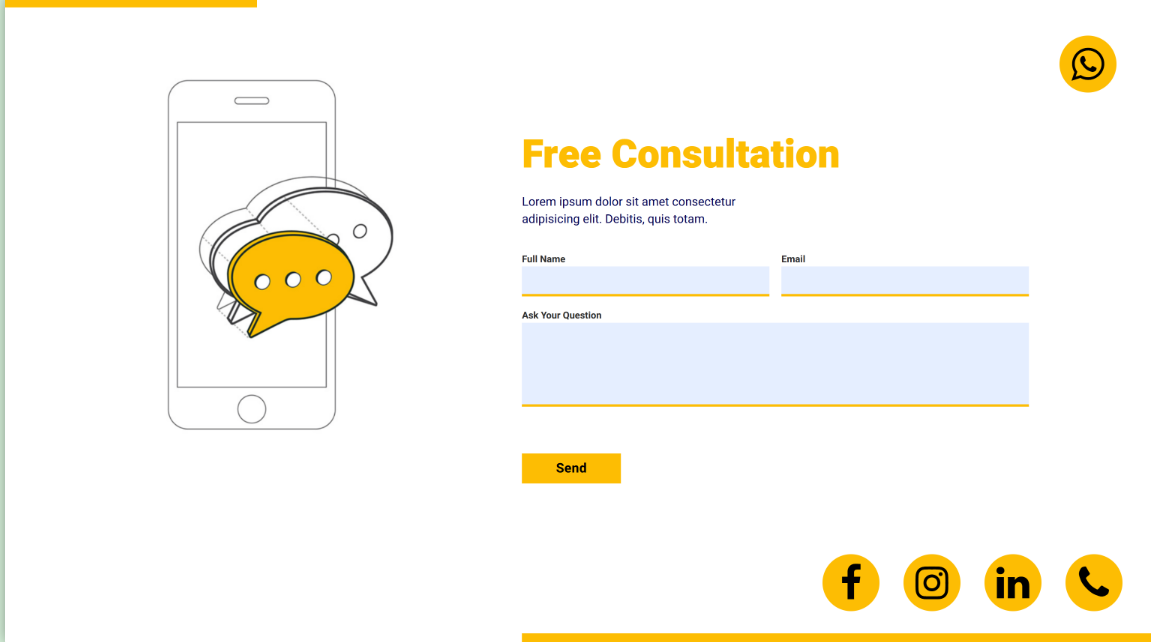 Free Consultation
Lorem ipsum dolor sit amet consectetur
adipisicing elit. Debitis, quis totam.
Full Name
Email
Ask Your Question
Send
f
in